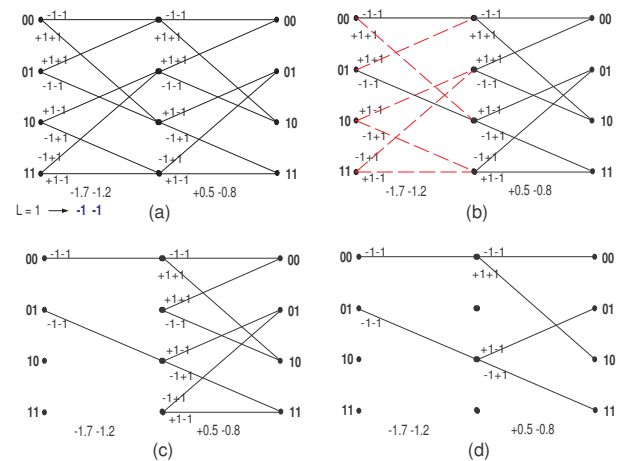 00 -1-1 -1-1 00
+1+1 +1+1
01 +1+1 +1+1 01
-1-1 -1-1
10 +1-1 +1-1 10
-1+1 -1+1
11 -1+1 -1+1 11
+1-1 +1-1
-1.7 -1.2 +0.5 -0.8
L = 1 -1 -1
(a)
00 -1-1 -1-1 00
+1+1 +1+1
01 +1+1 +1+1 01
-1-1 -1-1
10 +1-1 +1-1 10
-1+1 -1+1
11 -1+1 -1+1 11
+1-1 +1-1
-1.7 -1.2 +0.5 -0.8
(b)
00 -1-1 -1-1 00
+1+1
01 +1+1 01
-1-1 -1-1
10 +1-1 10
-1+1
11 -1+1 11
+1-1
-1.7 -1.2 +0.5 -0.8
(c)
00 -1-1 -1-1 00
+1+1
01 01
-1-1
10 +1-1 10
-1+1
11 11
-1.7 -1.2 +0.5 -0.8
(d)